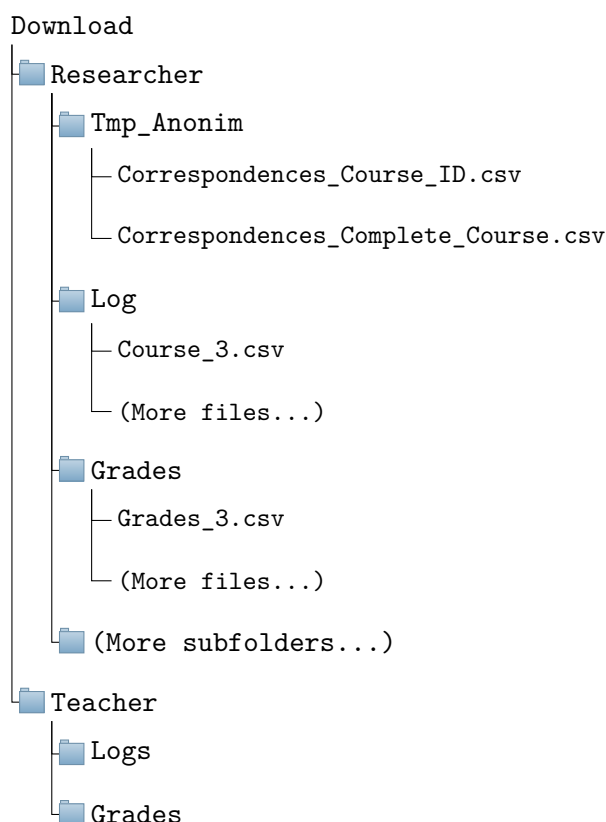 Download
Researcher
Tmp_Anonim
Correspondences_Course_ID.csv
Correspondences_Complete_Course.csv
Log
Course_3.csv
(More files...)
Grades
Grades_3.csv
(More files...)
(More subfolders...)
Teacher
Logs
Grades